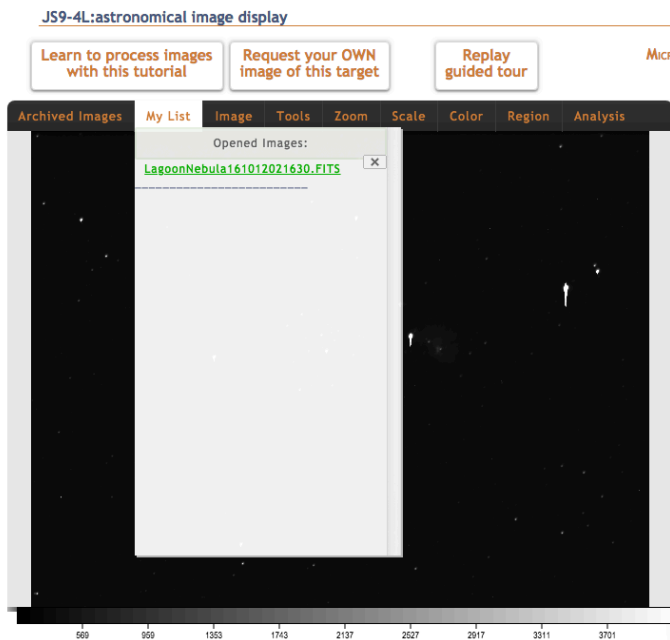 JS9-4L:astronomical image display
Learn to process images
with this tutorial
Request your OWN
image of this target
Replay
guided tour
Archived Images
My List
Image
Tools
Zoom
Scale
Color
Region
Analysis
Opened Images:
LagoonNebula161012021630.FITS
569 959 1353 1743 2137 2527 2917 3311 3701